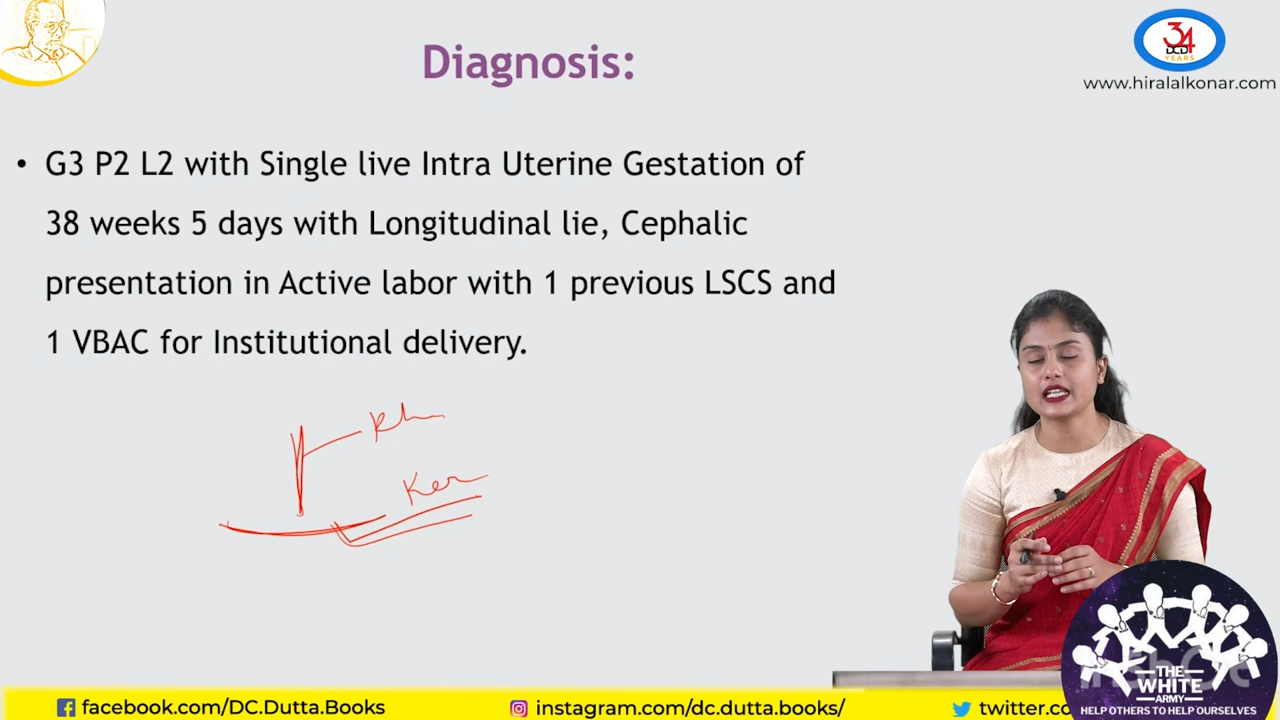 34
DCD
YEARS
www.hiralalkonar.com
Diagnosis:
• G3 P2 L2 with Single live Intra Uterine Gestation of
38 weeks 5 days with Longitudinal lie, Cephalic
presentation in Active labor with 1 previous LSCS and
1 VBAC for Institutional delivery.
Ker
THE
WHITE
ARMY
HELP OTHERS TO HELP OURSELVES
facebook.com/DC.Dutta.Books
instagram.com/dc.dutta.books/
twitter.co